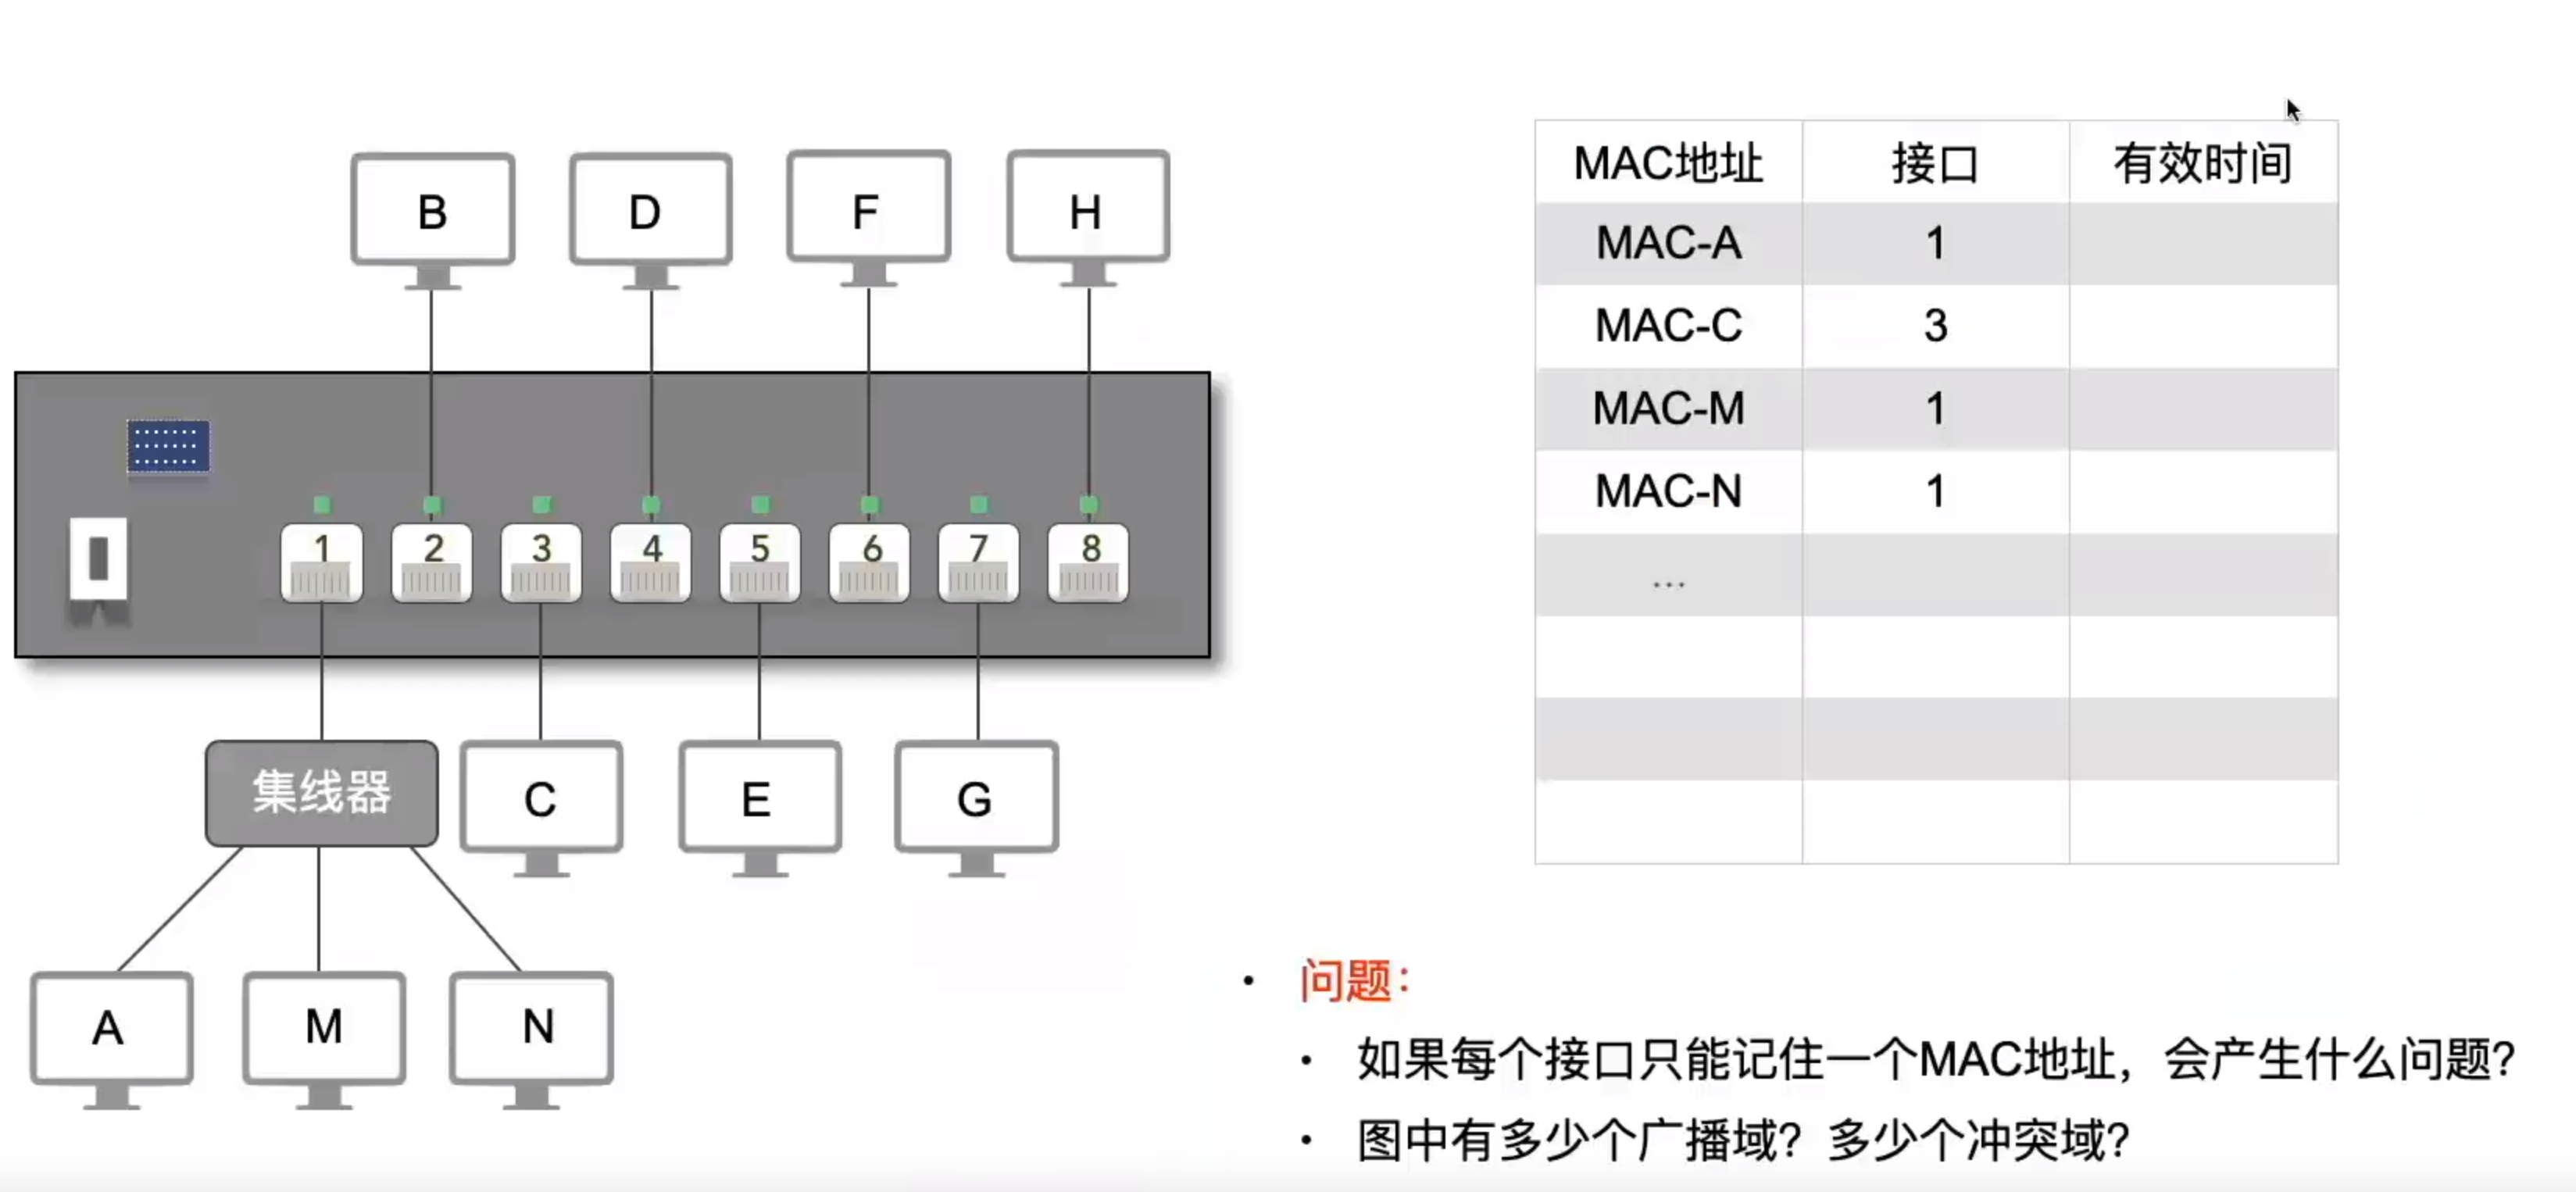 B D F H
1 2 3 4 5 6 7 8
集线器 C E G
A M N
MAC地址 接口 有效时间
MAC-A 1
MAC-C 3
MAC-M 1
MAC-N 1
...
• 问题：
• 如果每个接口只能记住一个MAC地址，会产生什么问题？
• 图中有多少个广播域？多少个冲突域？